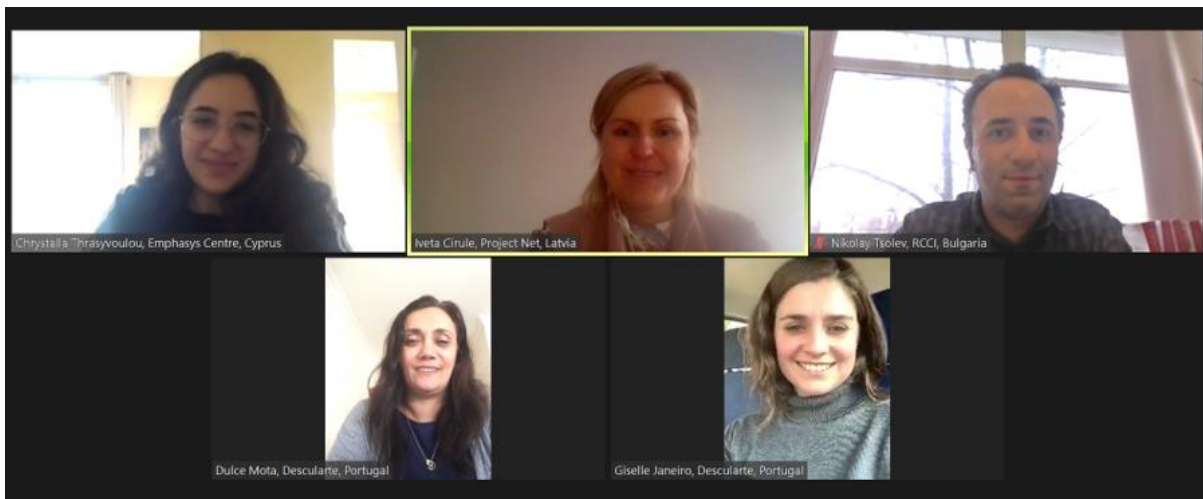 Chrystalla Thrasyvoulou, Emphasys Centre, Cyprus
Iveta Cirule, Project Net, Latvia
Nikolay Tsolev, RCCI, Bulgaria
Dulce Mota, Descularte, Portugal
Giselle Janeiro, Descularte, Portugal